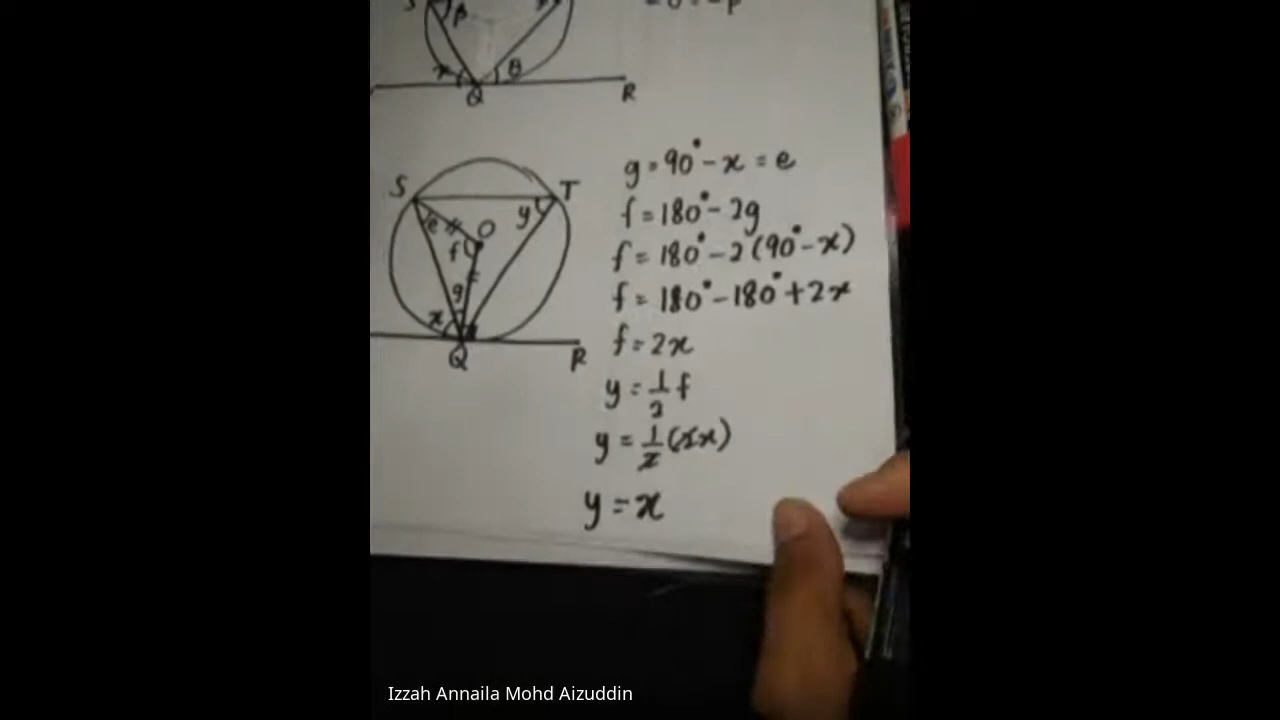 S
β
x
θ
Q
R
S
T
e
O
y
f
g
x
Q
R
g = 90° - x = e
f = 180° - 2g
f = 180° - 2 (90° - x)
f = 180° - 180° + 2x
f = 2x
y = 1/2 f
y = 1/2 (2x)
y = x
Izzah Annaila Mohd Aizuddin